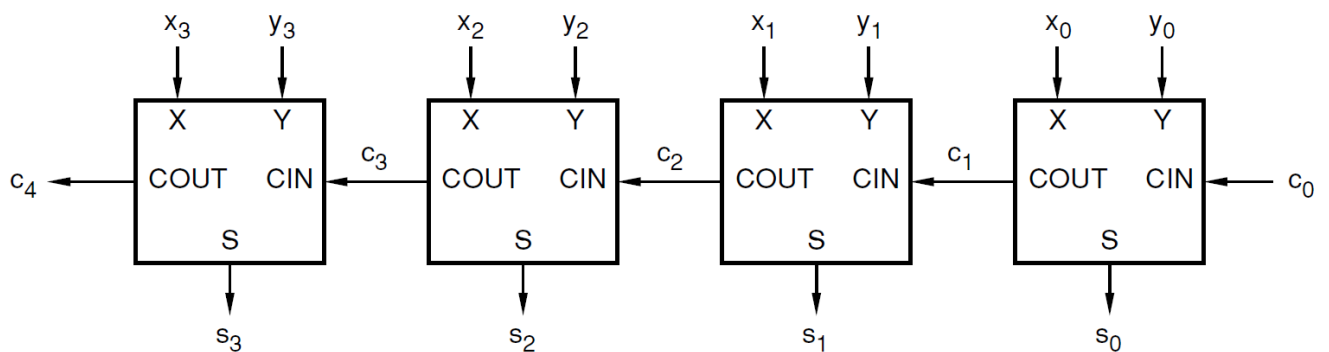 x3 y3 x2 y2 x1 y1 x0 y0
X Y X Y X Y X Y
c4 COUT CIN c3 COUT CIN c2 COUT CIN c1 COUT CIN c0
S S S S
s3 s2 s1 s0